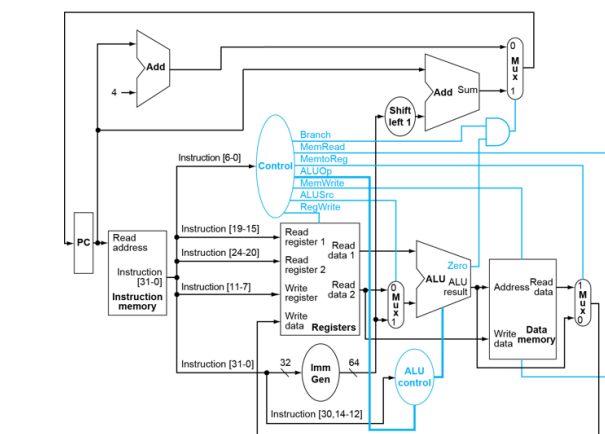 0
M
u
x
1
Add
4
Add Sum
Shift
left 1
Branch
MemRead
MemtoReg
ALUOp
MemWrite
ALUSrc
RegWrite
Control
Instruction [6-0]
PC
Read
address
Instruction
[31-0]
Instruction
memory
Instruction [19-15]
Instruction [24-20]
Instruction [11-7]
Read
register 1
Read
data 1
Read
register 2
Write
register
Read
data 2
Write
data
Registers
0
M
u
x
1
Zero
ALU
ALU
result
Address
Read
data
Write
data
Data
memory
1
M
u
x
0
Instruction [31-0]
32
Imm
Gen
64
ALU
control
Instruction [30,14-12]